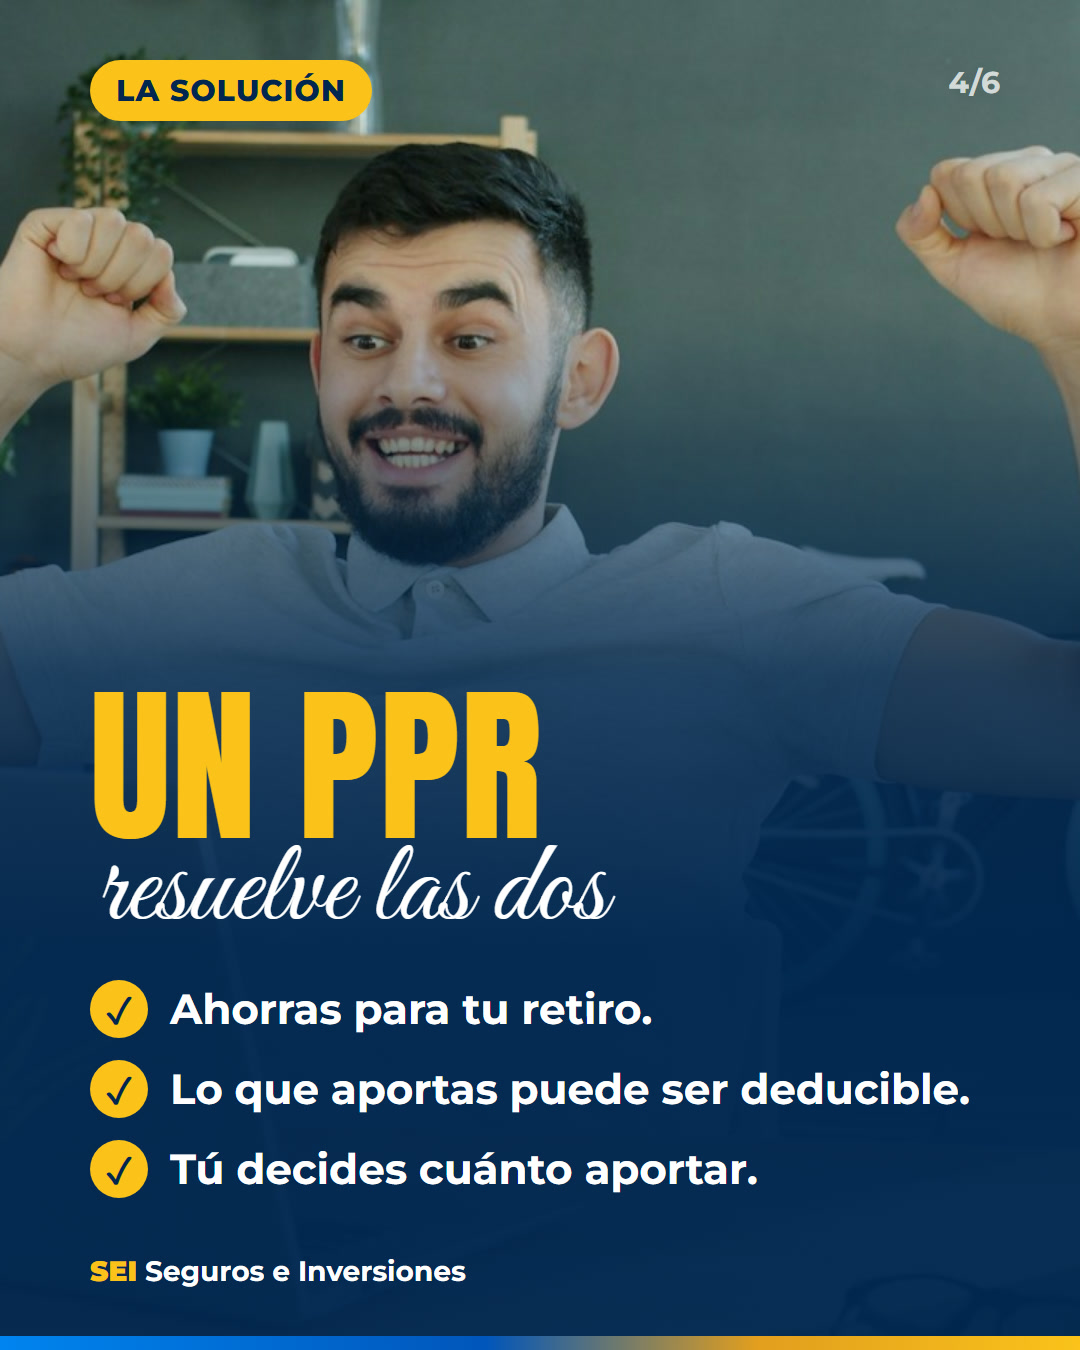 LA SOLUCIÓN
4/6
UN PPR
resuelve las dos
✓ Ahorras para tu retiro.
✓ Lo que aportas puede ser deducible.
✓ Tú decides cuánto aportar.
SEI Seguros e Inversiones